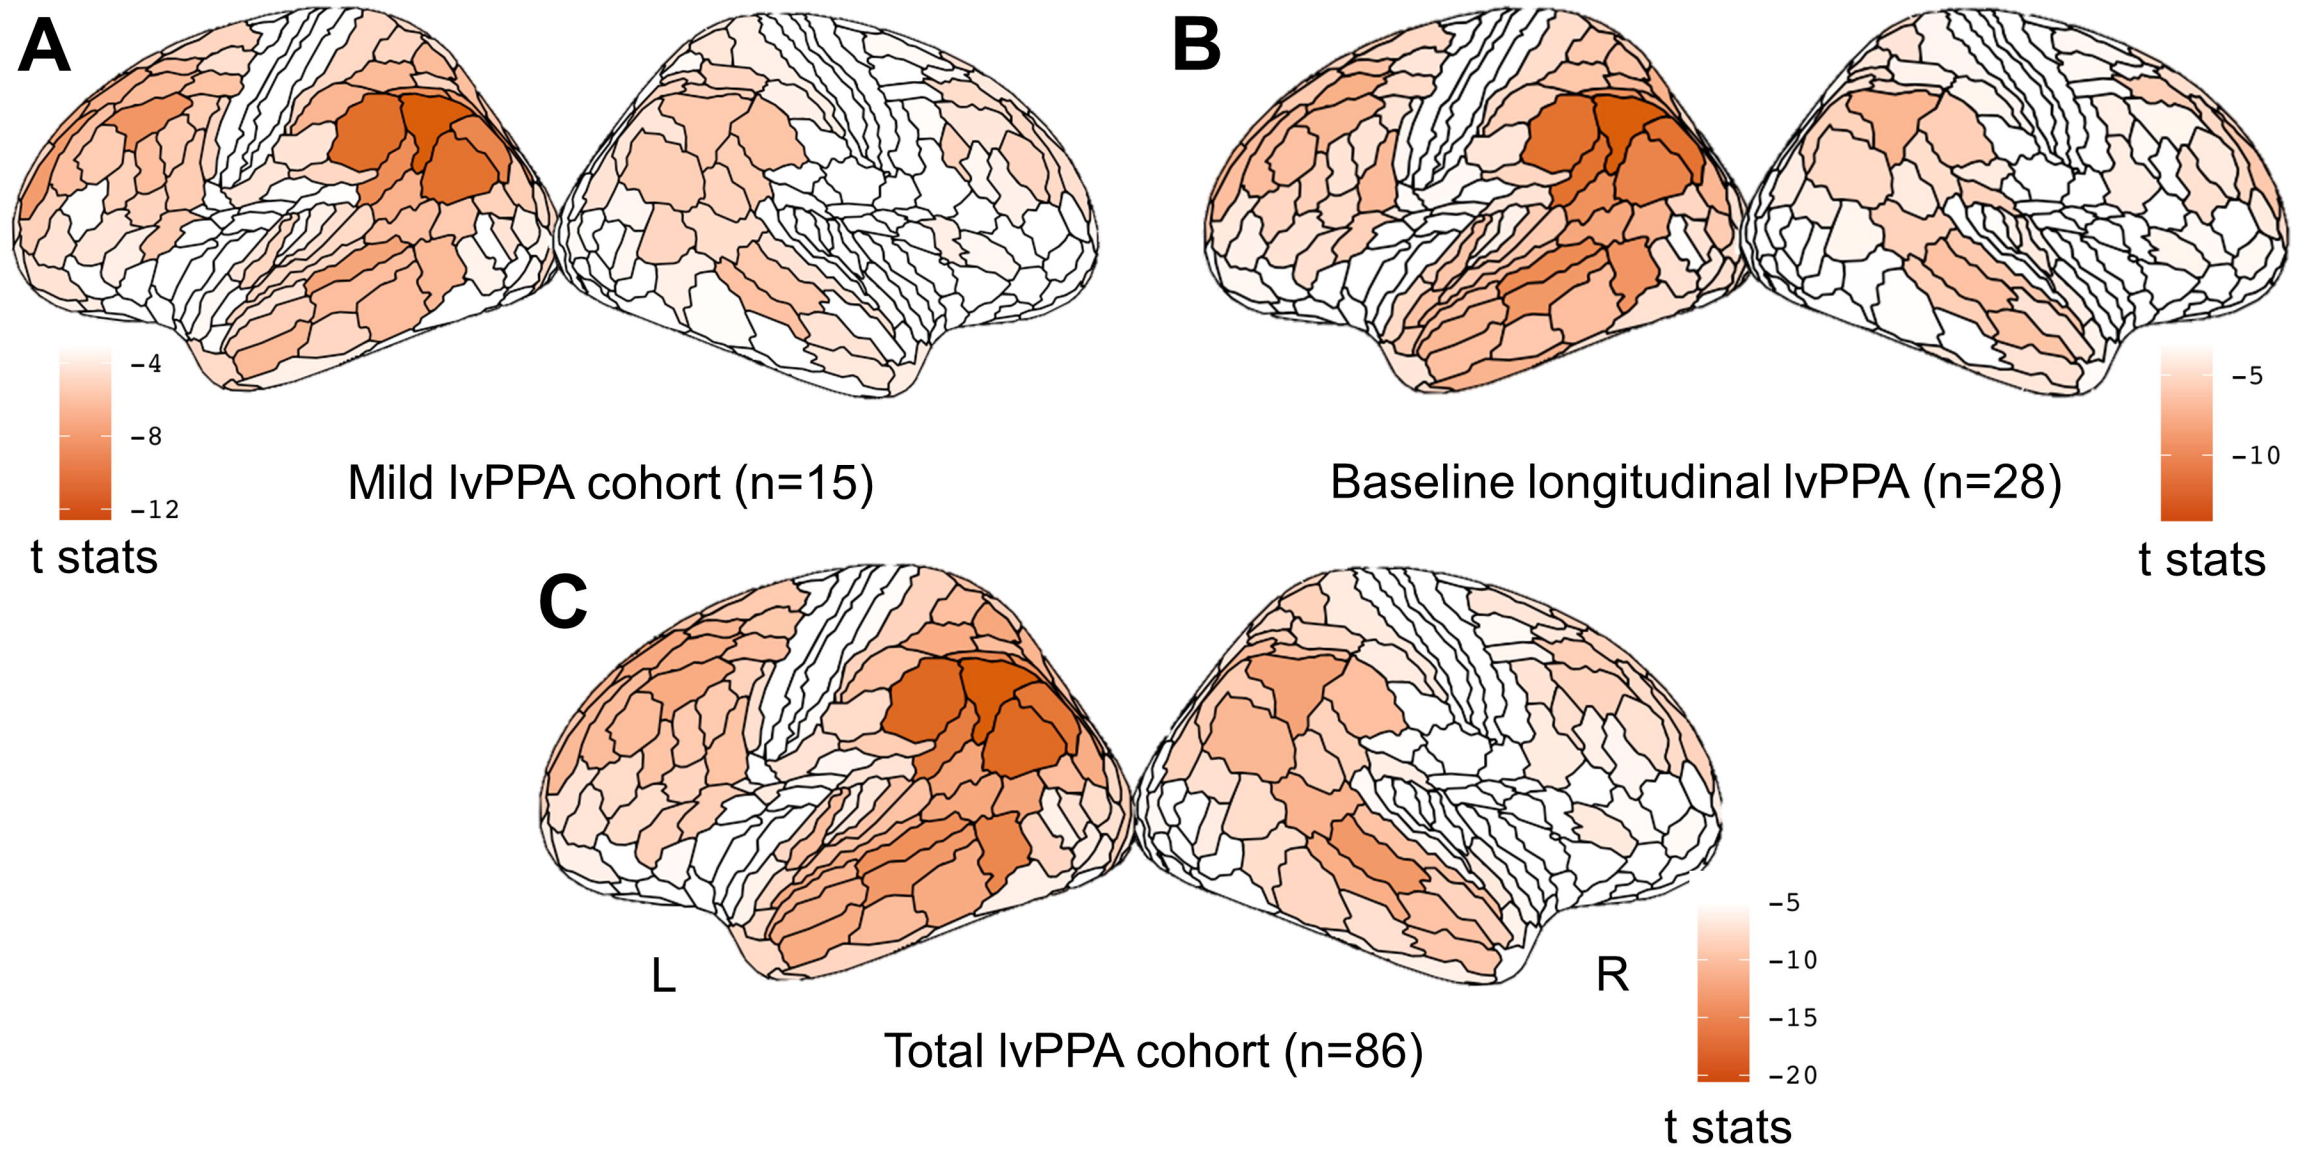 A
B
−4
−8
−12
t stats
Mild lvPPA cohort (n=15)
Baseline longitudinal lvPPA (n=28)
−5
−10
t stats
C
L
R
Total lvPPA cohort (n=86)
−5
−10
−15
−20
t stats